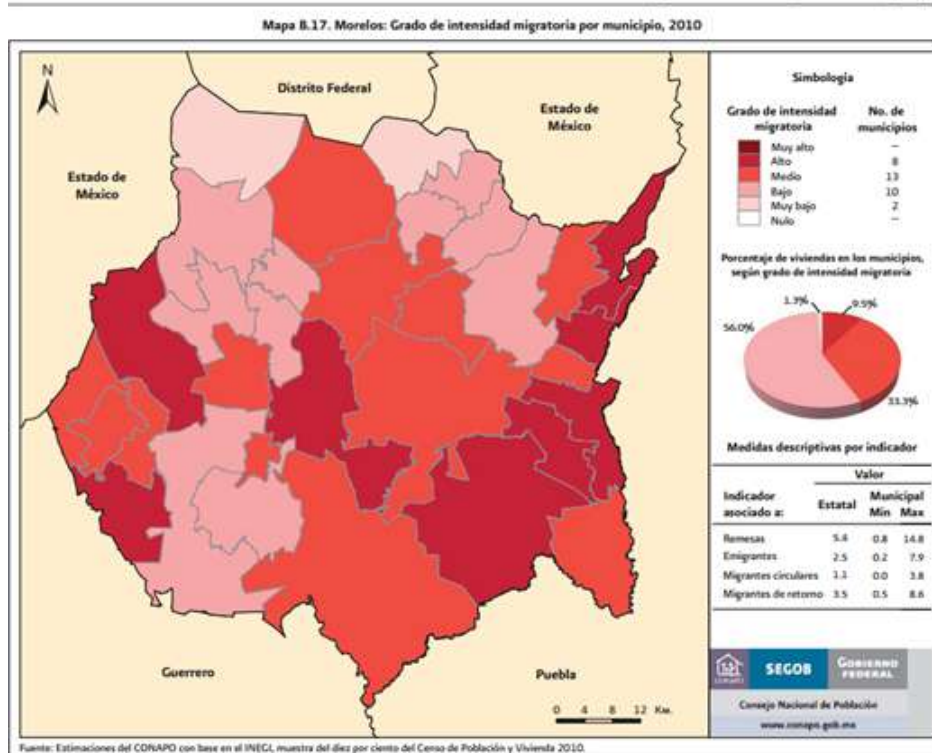 Mapa B.17. Morelos: Grado de intensidad migratoria por municipio, 2010
N
Distrito Federal
Estado de
México
Estado de
México
Guerrero
Puebla
0 4 8 12 Km.
Simbología
Grado de intensidad migratoria No. de municipios
Muy alto –
Alto 8
Medio 13
Bajo 10
Muy bajo 2
Nulo –
Porcentaje de viviendas en los municipios,
según grado de intensidad migratoria
1.3% 9.5%
56.0%
33.3%
Medidas descriptivas por indicador
Valor
Indicador asociado a: Estatal Municipal Min Max
Remesas 5.4 0.8 14.8
Emigrantes 2.5 0.2 7.9
Migrantes circulares 1.1 0.0 3.8
Migrantes de retorno 3.5 0.5 8.6
CONAPO SEGOB GOBIERNO FEDERAL
Consejo Nacional de Población
www.conapo.gob.mx
Fuente: Estimaciones del CONAPO con base en el INEGI, muestra del diez por ciento del Censo de Población y Vivienda 2010.